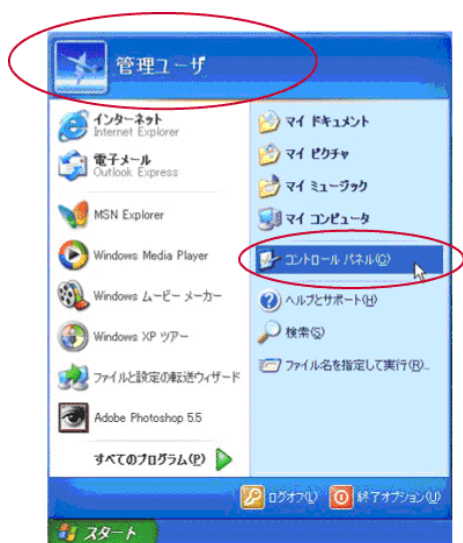 管理ユーザ
インターネット
Internet Explorer
電子メール
Outlook Express
MSN Explorer
Windows Media Player
Windows ムービー メーカー
Windows XP ツアー
ファイルと設定の転送ウィザード
Adobe Photoshop 5.5
すべてのプログラム(P)
マイ ドキュメント
マイ ピクチャ
マイ ミュージック
マイ コンピュータ
コントロール パネル(C)
ヘルプとサポート(H)
検索(S)
ファイル名を指定して実行(R)...
ログオフ(L)
終了オプション(U)
スタート